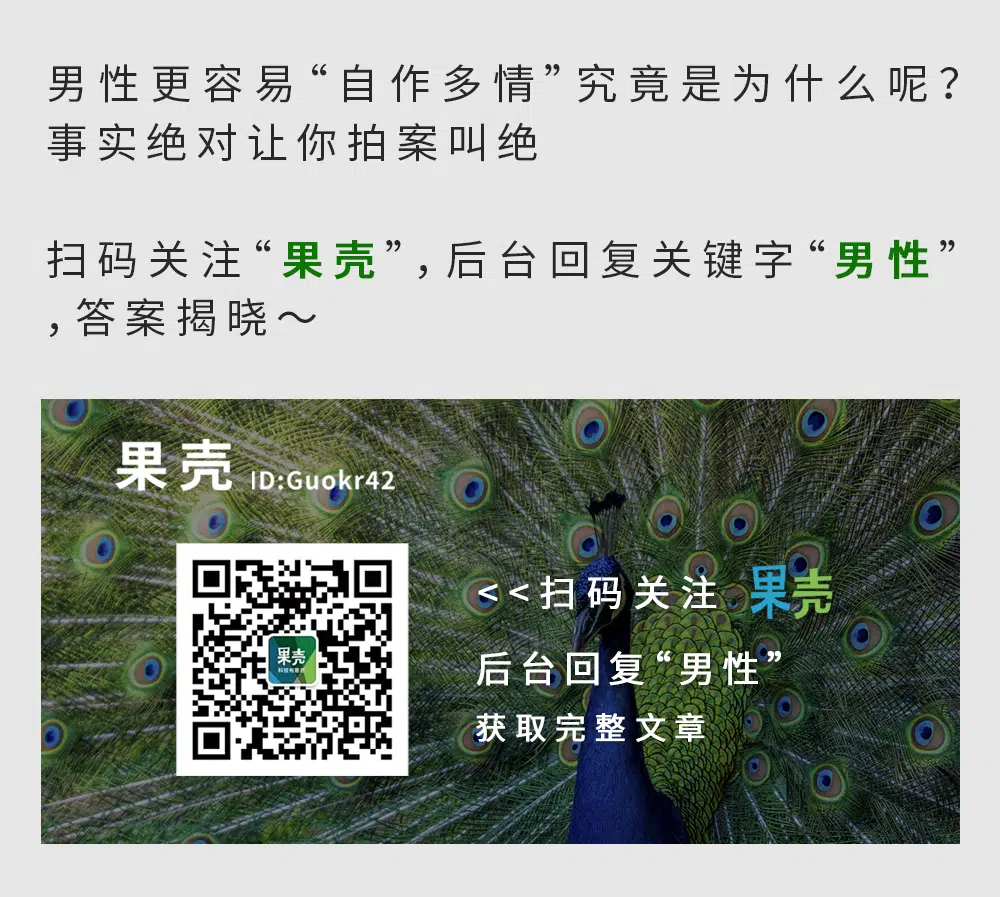 男性更容易“自作多情”究竟是为什么呢？
事实绝对让你拍案叫绝
扫码关注“果壳”，后台回复关键字“男性”
，答案揭晓～
果壳 ID:Guokr42
果壳
科技有意思
<<扫码关注 果壳
后台回复“男性”
获取完整文章